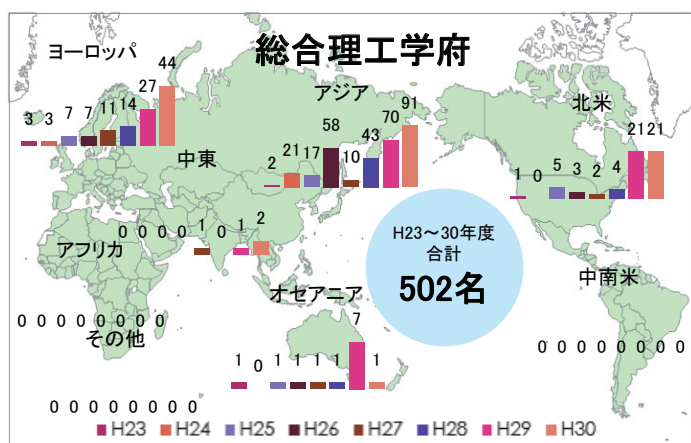 総合理工学府
ヨーロッパ
3 3 7 7 11 14 27 44
アジア
2 21 17 58 10 43 70 91
北米
1 0 5 3 2 4 21 21
中東
0 0 0 0 1 0 1 2
H23～30年度
合計
502名
アフリカ
0 0 0 0 0 0 0 0
オセアニア
1 0 1 1 1 1 7 1
中南米
0 0 0 0 0 0 0 0
その他
0 0 0 0 0 0 0 0
H23 H24 H25 H26 H27 H28 H29 H30